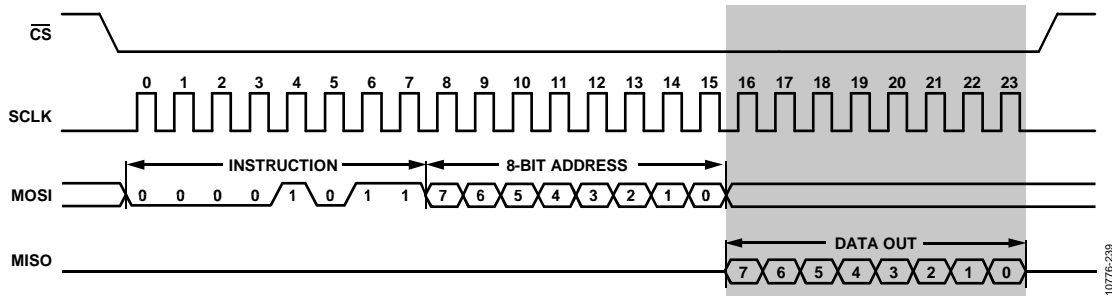 CS
0 1 2 3 4 5 6 7 8 9 10 11 12 13 14 15 16 17 18 19 20 21 22 23
SCLK
INSTRUCTION 8-BIT ADDRESS
MOSI 0 0 0 0 1 0 1 1 7 6 5 4 3 2 1 0
DATA OUT
MISO
7 6 5 4 3 2 1 0
10776-239